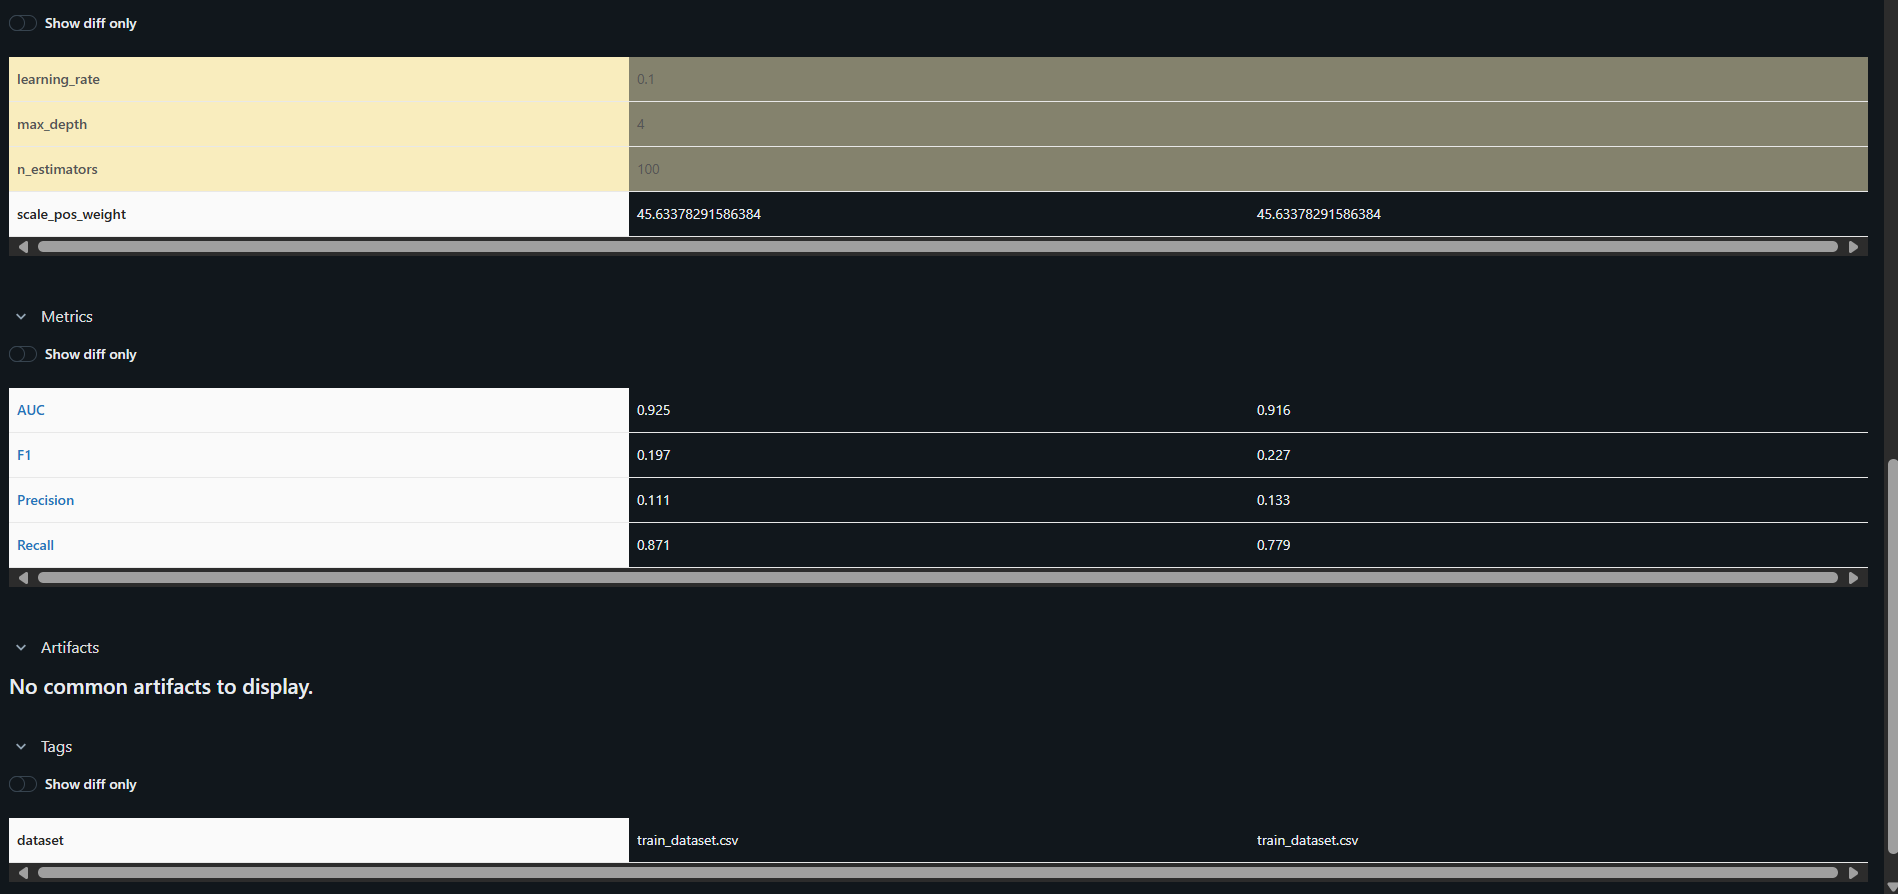 Show diff only
learning_rate 0.1
max_depth 4
n_estimators 100
scale_pos_weight 45.63378291586384 45.63378291586384
Metrics
Show diff only
AUC 0.925 0.916
F1 0.197 0.227
Precision 0.111 0.133
Recall 0.871 0.779
Artifacts
No common artifacts to display.
Tags
Show diff only
dataset train_dataset.csv train_dataset.csv